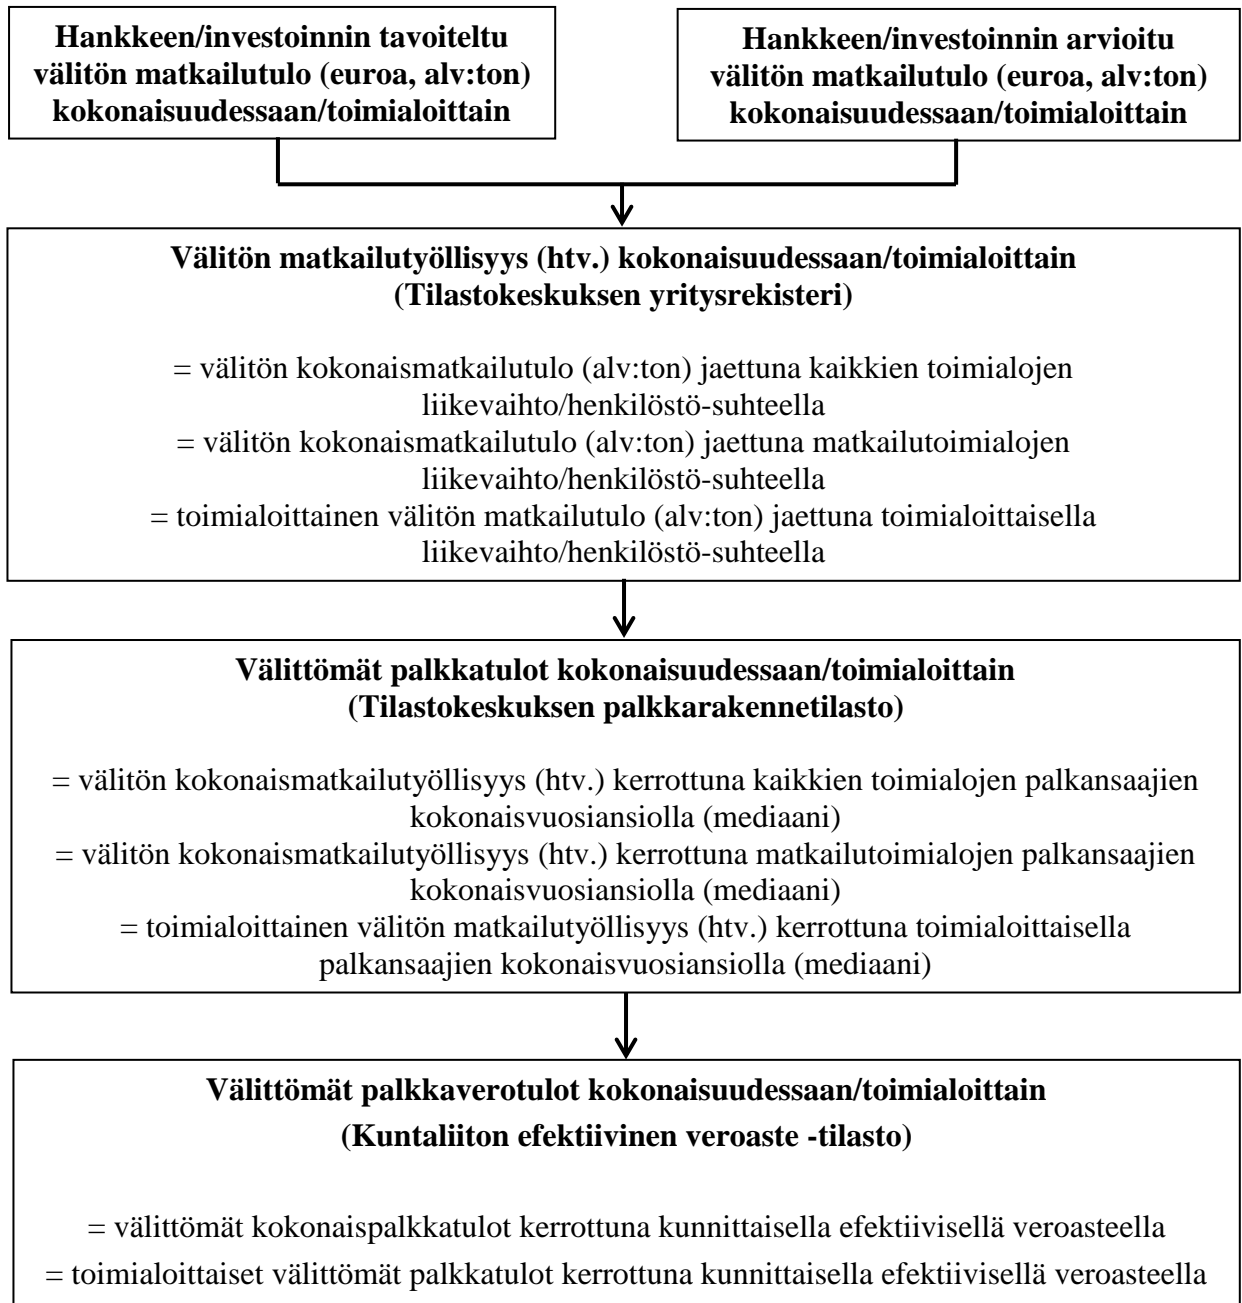 Hankkeen/investoinnin tavoiteltu
välitön matkailutulo (euroa, alv:ton)
kokonaisuudessaan/toimialoittain
Hankkeen/investoinnin arvioitu
välitön matkailutulo (euroa, alv:ton)
kokonaisuudessaan/toimialoittain
Välitön matkailutyöllisyys (htv.) kokonaisuudessaan/toimialoittain
(Tilastokeskuksen yritysrekisteri)
= välitön kokonaismatkailutulo (alv:ton) jaettuna kaikkien toimialojen
liikevaihto/henkilöstö-suhteella
= välitön kokonaismatkailutulo (alv:ton) jaettuna matkailutoimialojen
liikevaihto/henkilöstö-suhteella
= toimialoittainen välitön matkailutulo (alv:ton) jaettuna toimialoittaisella
liikevaihto/henkilöstö-suhteella
Välittömät palkkatulot kokonaisuudessaan/toimialoittain
(Tilastokeskuksen palkkarakennetilasto)
= välitön kokonaismatkailutyöllisyys (htv.) kerrottuna kaikkien toimialojen palkansaajien
kokonaisvuosiansiolla (mediaani)
= välitön kokonaismatkailutyöllisyys (htv.) kerrottuna matkailutoimialojen palkansaajien
kokonaisvuosiansiolla (mediaani)
= toimialoittainen välitön matkailutyöllisyys (htv.) kerrottuna toimialoittaisella
palkansaajien kokonaisvuosiansiolla (mediaani)
Välittömät palkkaverotulot kokonaisuudessaan/toimialoittain
(Kuntaliiton efektiivinen veroaste -tilasto)
= välittömät kokonaispalkkatulot kerrottuna kunnittaisella efektiivisellä veroasteella
= toimialoittaiset välittömät palkkatulot kerrottuna kunnittaisella efektiivisellä veroasteella